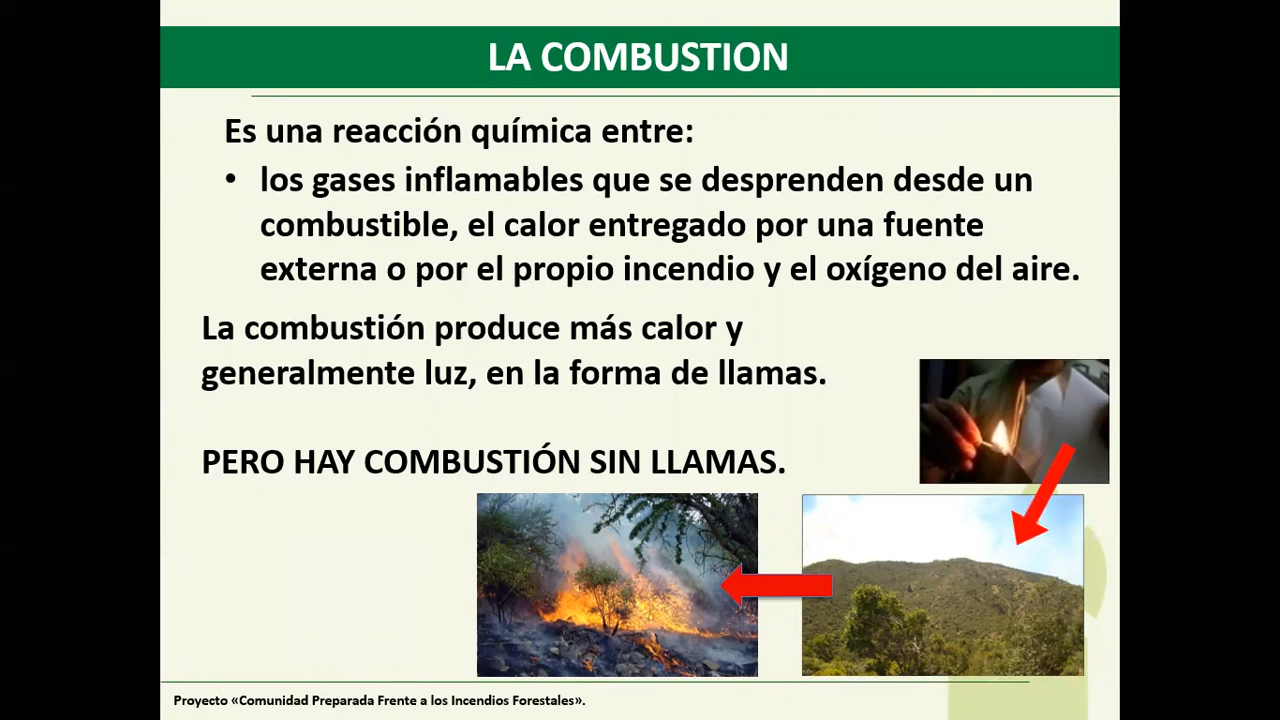 LA COMBUSTION
Es una reacción química entre:
• los gases inflamables que se desprenden desde un
combustible, el calor entregado por una fuente
externa o por el propio incendio y el oxígeno del aire.
La combustión produce más calor y
generalmente luz, en la forma de llamas.
PERO HAY COMBUSTIÓN SIN LLAMAS.
Proyecto «Comunidad Preparada Frente a los Incendios Forestales».